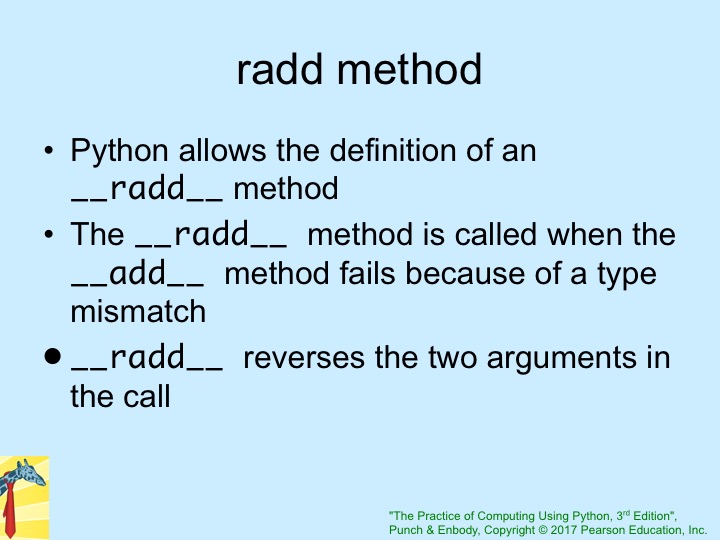 radd method
• Python allows the definition of an
__radd__ method
• The __radd__ method is called when the
__add__ method fails because of a type
mismatch
• __radd__ reverses the two arguments in
the call
"The Practice of Computing Using Python, 3rd Edition",
Punch & Enbody, Copyright © 2017 Pearson Education, Inc.